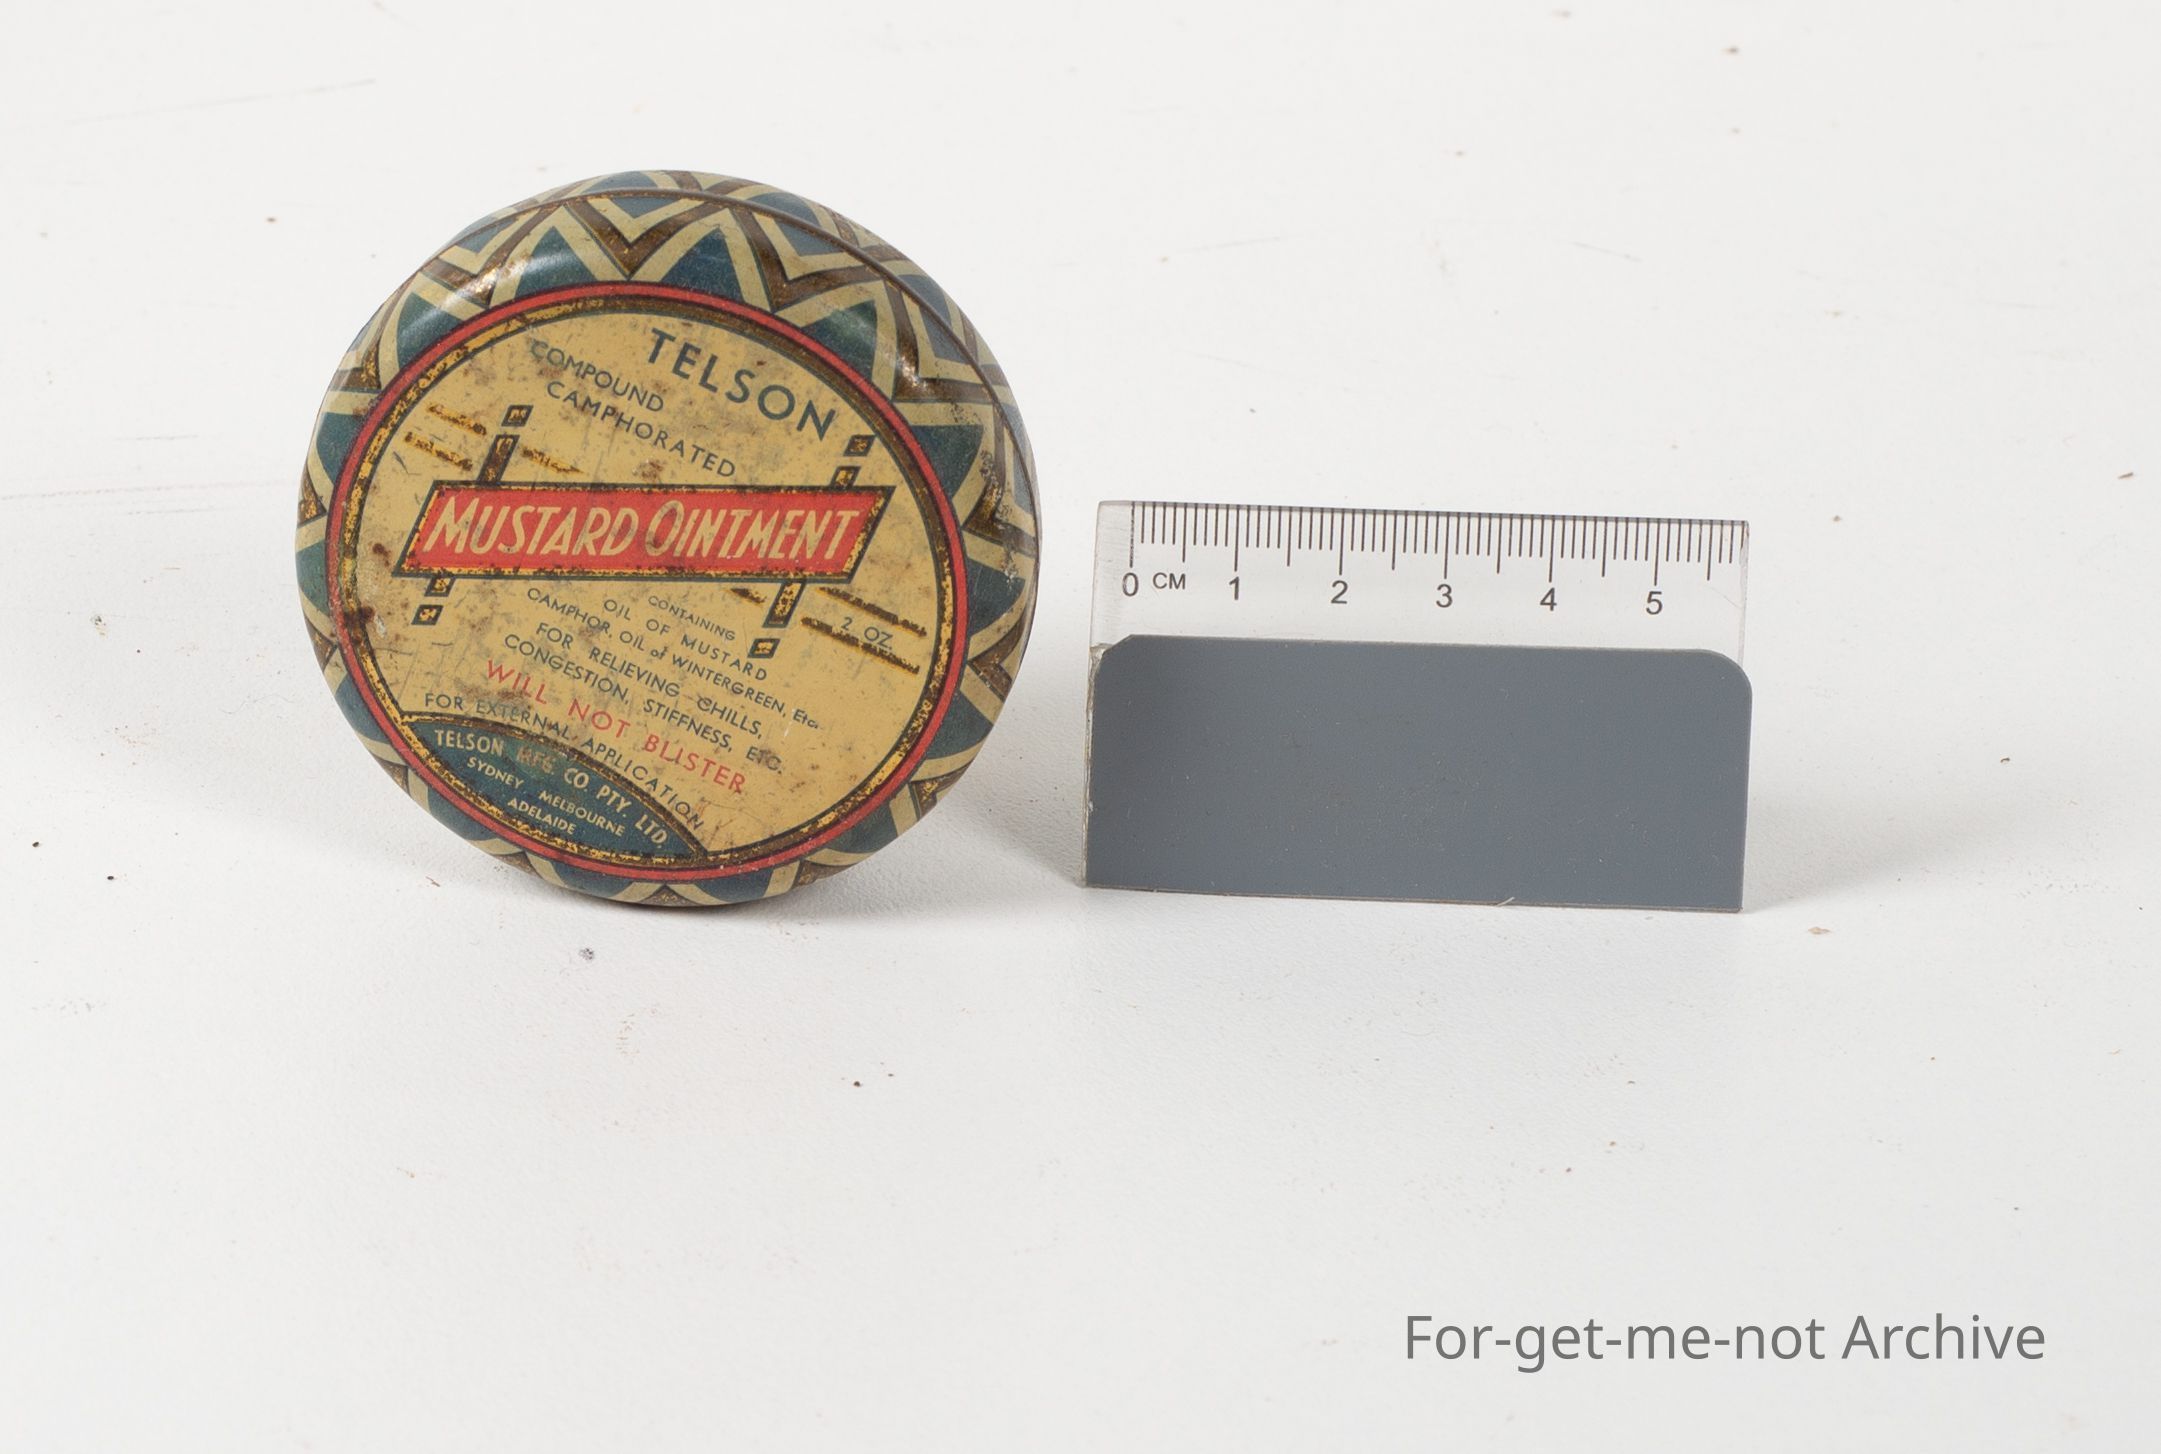 TELSON
COMPOUND
CAMPHORATED
MUSTARD OINTMENT
2 OZ.
CONTAINING
OIL OF MUSTARD
CAMPHOR, OIL of WINTERGREEN, Etc.
FOR RELIEVING CHILLS,
CONGESTION, STIFFNESS, ETC.
WILL NOT BLISTER
FOR EXTERNAL APPLICATION
TELSON MFG CO. PTY. LTD.
SYDNEY MELBOURNE
ADELAIDE
0 CM 1 2 3 4 5
For-get-me-not Archive